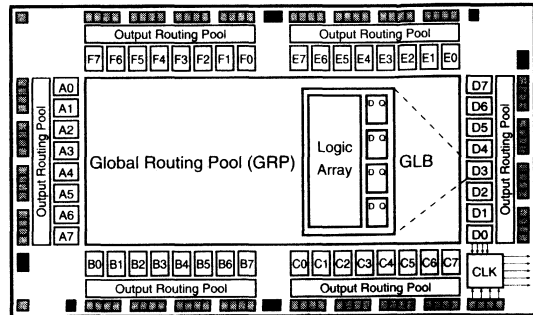 Output Routing Pool
Output Routing Pool
F7 F6 F5 F4 F3 F2 F1 F0
E7 E6 E5 E4 E3 E2 E1 E0
Output Routing Pool
A0
A1
A2
A3
A4
A5
A6
A7
Global Routing Pool (GRP)
Logic
Array
D Q
D Q
D Q
D Q
GLB
D7
D6
D5
D4
D3
D2
D1
D0
Output Routing Pool
B0 B1 B2 B3 B4 B5 B6 B7
C0 C1 C2 C3 C4 C5 C6 C7
CLK
Output Routing Pool
Output Routing Pool